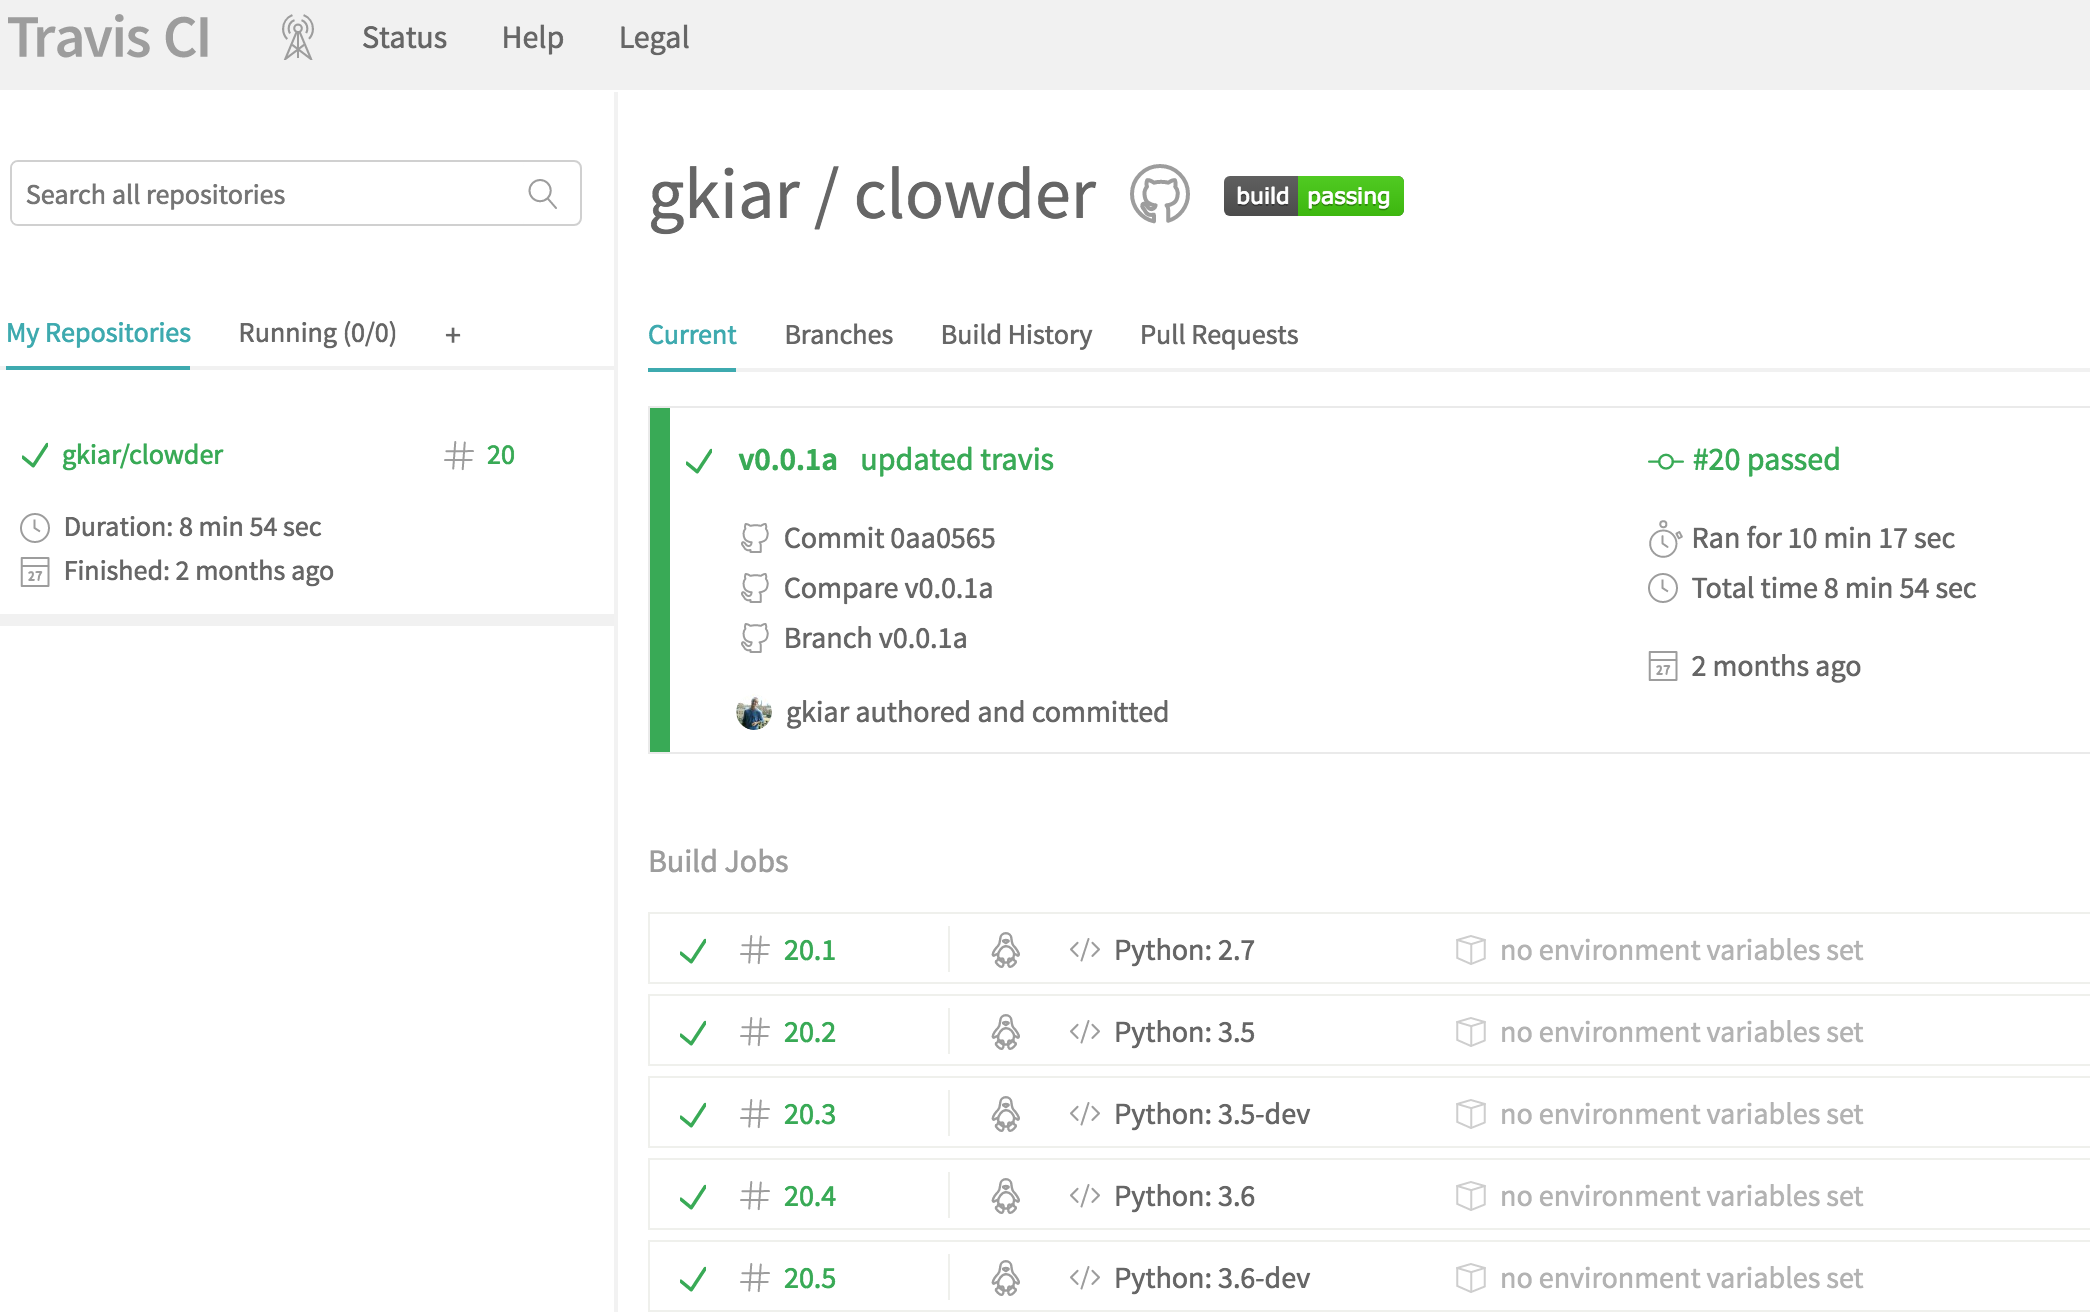 Travis CI Status Help Legal
Search all repositories
My Repositories Running (0/0) +
gkiar/clowder # 20
Duration: 8 min 54 sec
27 Finished: 2 months ago
gkiar / clowder build passing
Current Branches Build History Pull Requests
v0.0.1a updated travis
Commit 0aa0565
Compare v0.0.1a
Branch v0.0.1a
gkiar authored and committed
#20 passed
Ran for 10 min 17 sec
Total time 8 min 54 sec
27 2 months ago
Build Jobs
# 20.1 </> Python: 2.7 no environment variables set
# 20.2 </> Python: 3.5 no environment variables set
# 20.3 </> Python: 3.5-dev no environment variables set
# 20.4 </> Python: 3.6 no environment variables set
# 20.5 </> Python: 3.6-dev no environment variables set